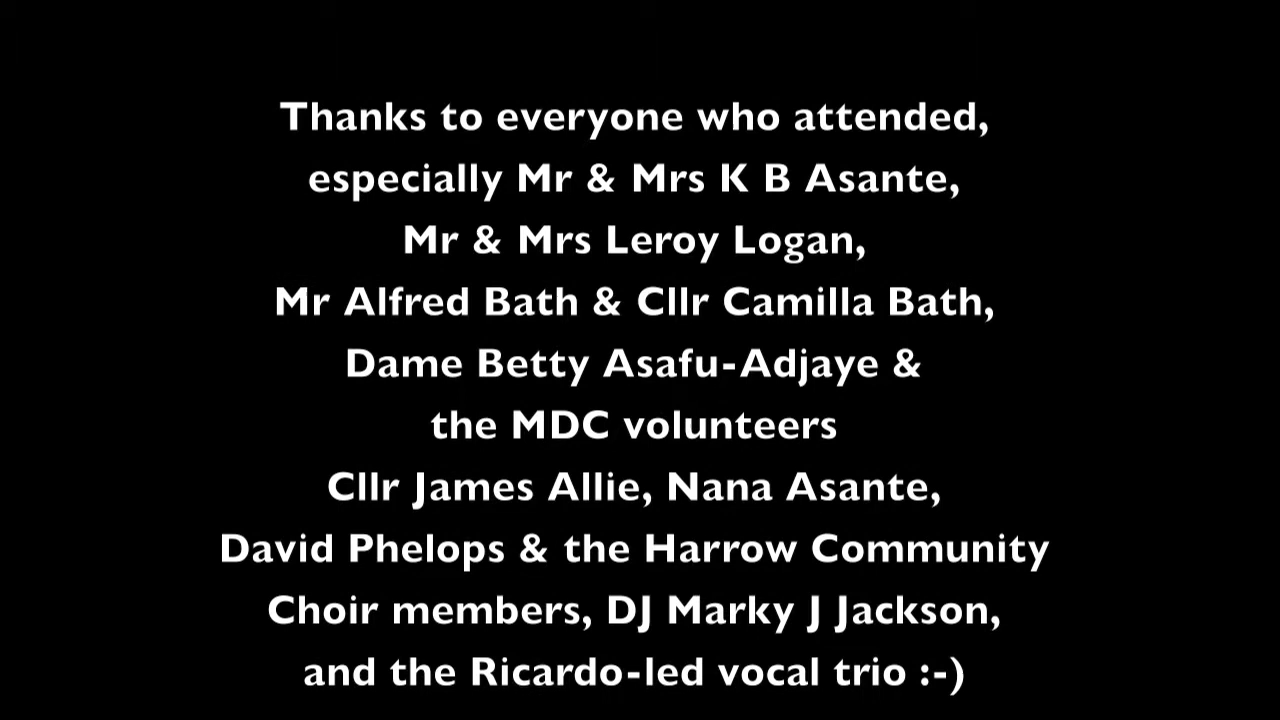 Thanks to everyone who attended,
especially Mr & Mrs K B Asante,
Mr & Mrs Leroy Logan,
Mr Alfred Bath & Cllr Camilla Bath,
Dame Betty Asafu-Adjaye &
the MDC volunteers
Cllr James Allie, Nana Asante,
David Phelops & the Harrow Community
Choir members, DJ Marky J Jackson,
and the Ricardo-led vocal trio :-)